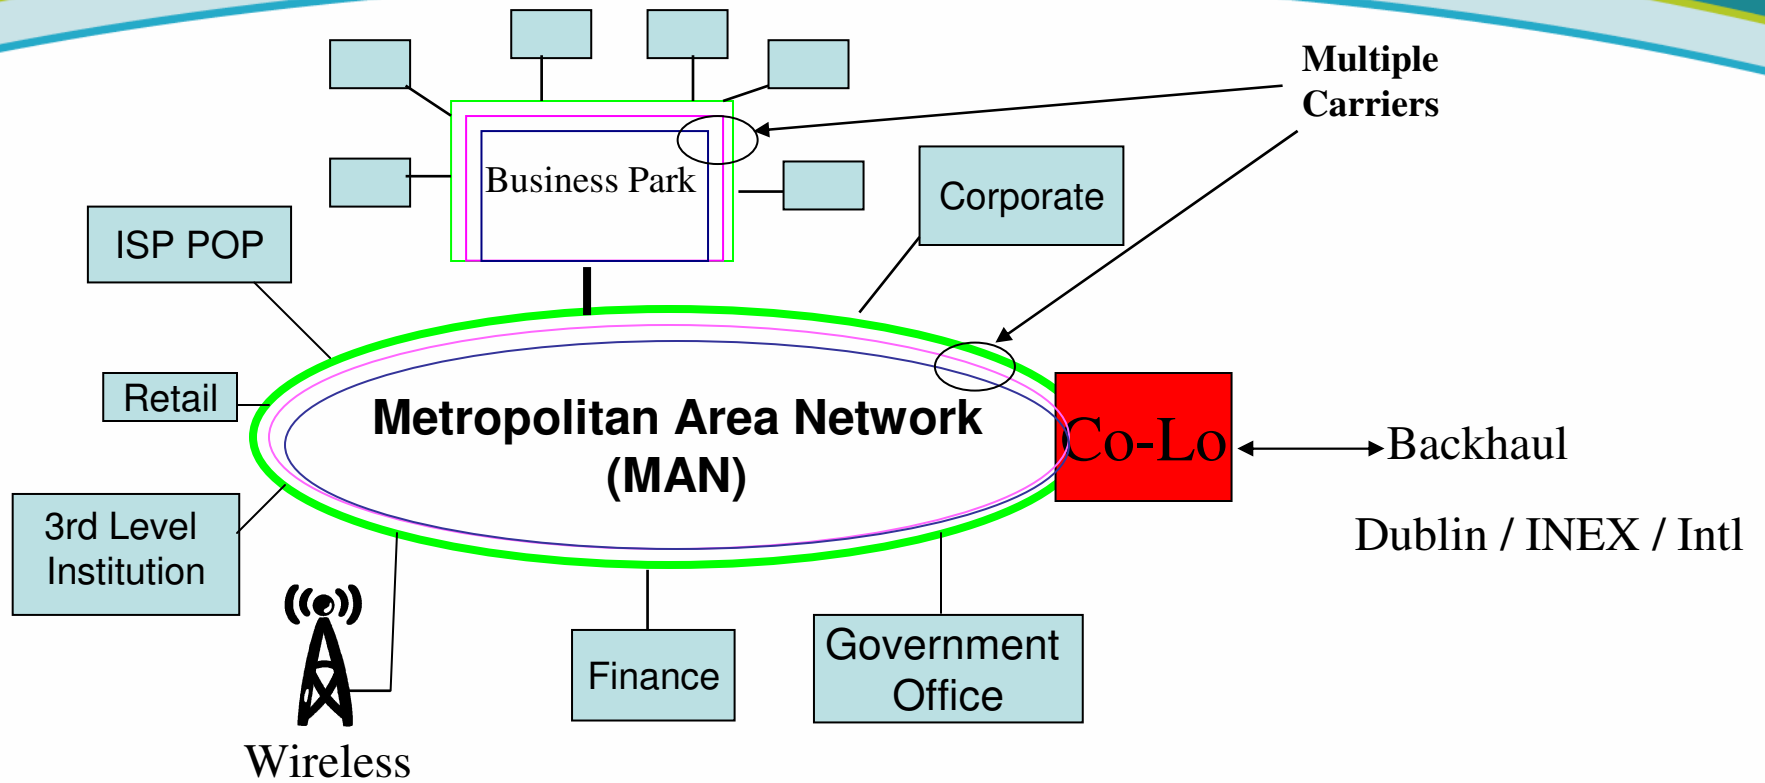 Multiple
Carriers
Business Park
Corporate
ISP POP
Retail
Metropolitan Area Network
(MAN)
Co-Lo
Backhaul
Dublin / INEX / Intl
3rd Level
Institution
Government
Office
Finance
Wireless